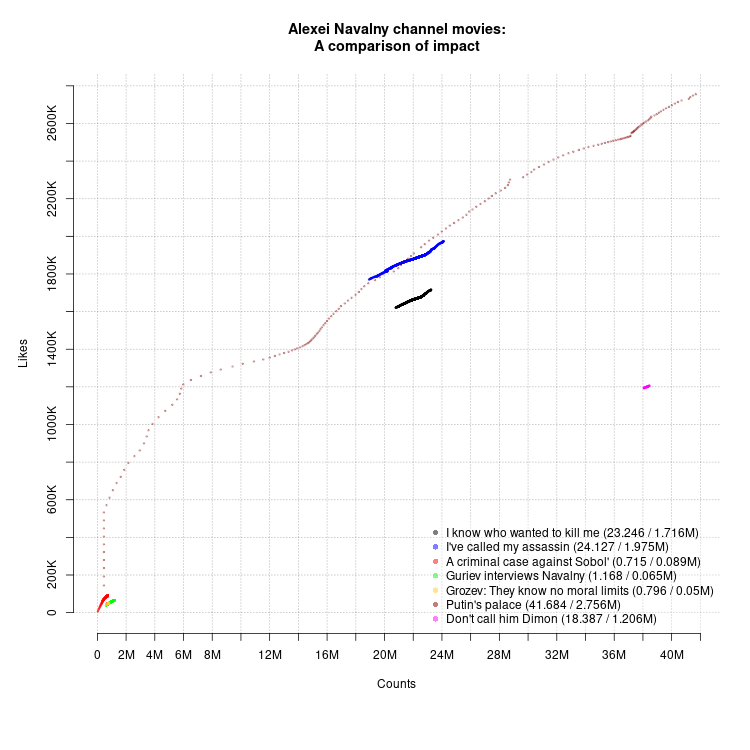 Alexei Navalny channel movies:
A comparison of impact
2600K
2200K
1800K
1400K
1000K
600K
200K
0
Likes
I know who wanted to kill me (23.246 / 1.716M)
I've called my assassin (24.127 / 1.975M)
A criminal case against Sobol' (0.715 / 0.089M)
Guriev interviews Navalny (1.168 / 0.065M)
Grozev: They know no moral limits (0.796 / 0.05M)
Putin's palace (41.684 / 2.756M)
Don't call him Dimon (18.387 / 1.206M)
0 2M 4M 6M 8M 12M 16M 20M 24M 28M 32M 36M 40M
Counts